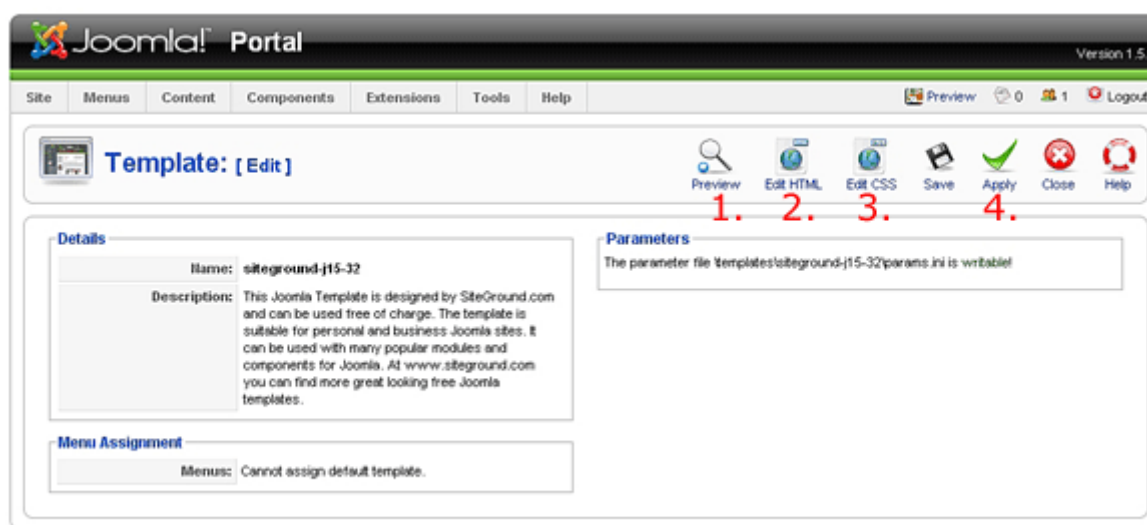 Joomla! Portal
Version 1.5.
Site Menus Content Components Extensions Tools Help Preview 0 1 Logout
Template: [ Edit ]
Preview Edit HTML Edit CSS Save Apply Close Help
1. 2. 3. 4.
Details
Name: siteground-j15-32
Description: This Joomla Template is designed by SiteGround.com
and can be used free of charge. The template is
suitable for personal and business Joomla sites. It
can be used with many popular modules and
components for Joomla. At www.siteground.com
you can find more great looking free Joomla
templates.
Parameters
The parameter file \templates\siteground-j15-32\params.ini is writable!
Menu Assignment
Menus: Cannot assign default template.